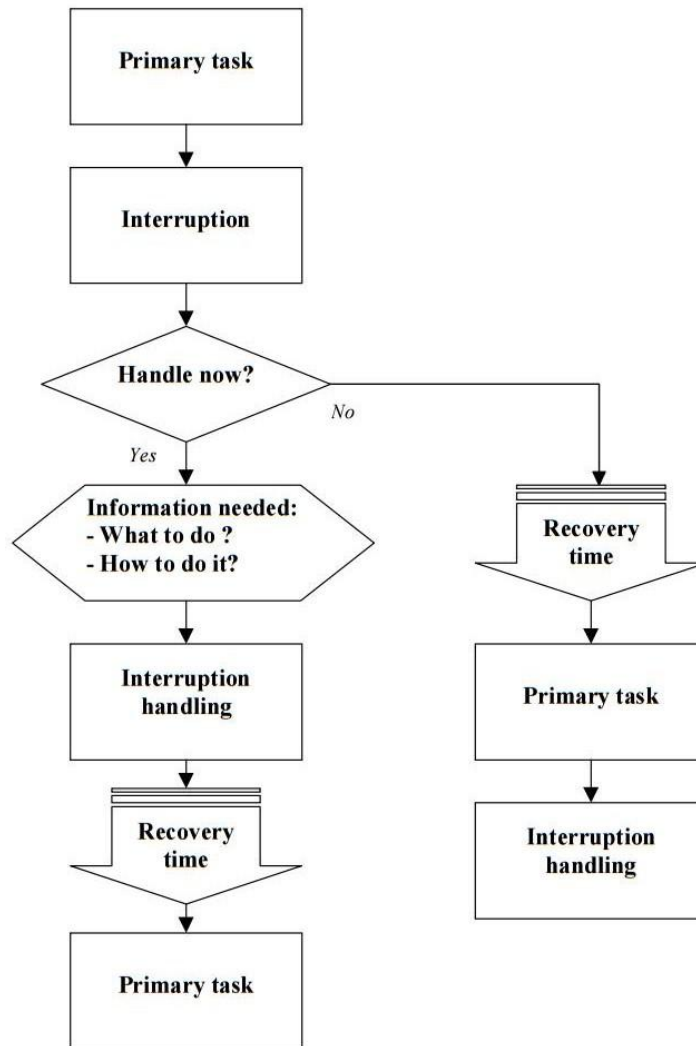 Primary task
Interruption
Handle now?
No
Yes
Information needed:
- What to do ?
- How to do it?
Recovery
time
Interruption
handling
Primary task
Recovery
time
Interruption
handling
Primary task